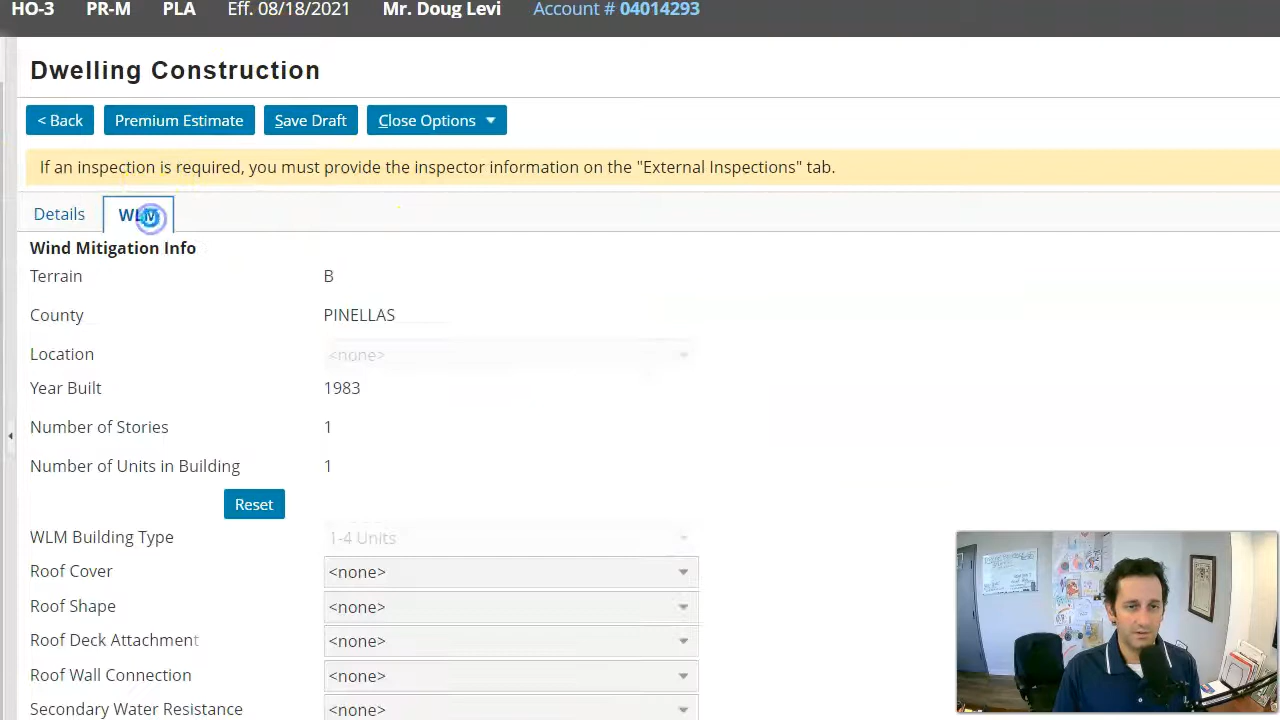 HO-3 PR-M PLA Eff. 08/18/2021 Mr. Doug Levi Account # 04014293
Dwelling Construction
< Back Premium Estimate Save Draft Close Options
If an inspection is required, you must provide the inspector information on the "External Inspections" tab.
Details WLM
Wind Mitigation Info
Terrain B
County PINELLAS
Location <none>
Year Built 1983
Number of Stories 1
Number of Units in Building 1
Reset
WLM Building Type 1-4 Units
Roof Cover <none>
Roof Shape <none>
Roof Deck Attachment <none>
Roof Wall Connection <none>
Secondary Water Resistance <none>